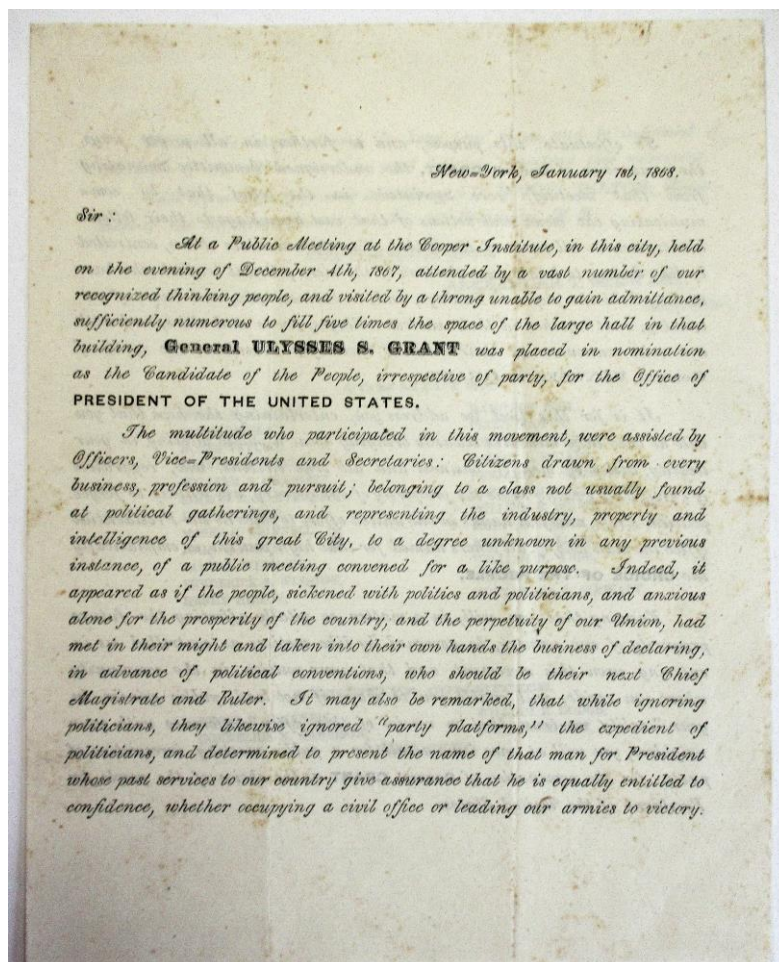 New=York, January 1st, 1868.
Sir:
At a Public Meeting at the Cooper Institute, in this city, held
on the evening of December 4th, 1867, attended by a vast number of our
recognized thinking people, and visited by a throng unable to gain admittance,
sufficiently numerous to fill five times the space of the large hall in that
building, General ULYSSES S. GRANT was placed in nomination
as the Candidate of the People, irrespective of party, for the Office of
PRESIDENT OF THE UNITED STATES.
The multitude who participated in this movement, were assisted by
Officers, Vice=Presidents and Secretaries: Citizens drawn from every
business, profession and pursuit; belonging to a class not usually found
at political gatherings, and representing the industry, property and
intelligence of this great City, to a degree unknown in any previous
instance, of a public meeting convened for a like purpose. Indeed, it
appeared as if the people, sickened with politics and politicians, and anxious
alone for the prosperity of the country, and the perpetuity of our Union, had
met in their might and taken into their own hands the business of declaring,
in advance of political conventions, who should be their next Chief
Magistrate and Ruler. It may also be remarked, that while ignoring
politicians, they likewise ignored "party platforms," the expedient of
politicians, and determined to present the name of that man for President
whose past services to our country give assurance that he is equally entitled to
confidence, whether occupying a civil office or leading our armies to victory.